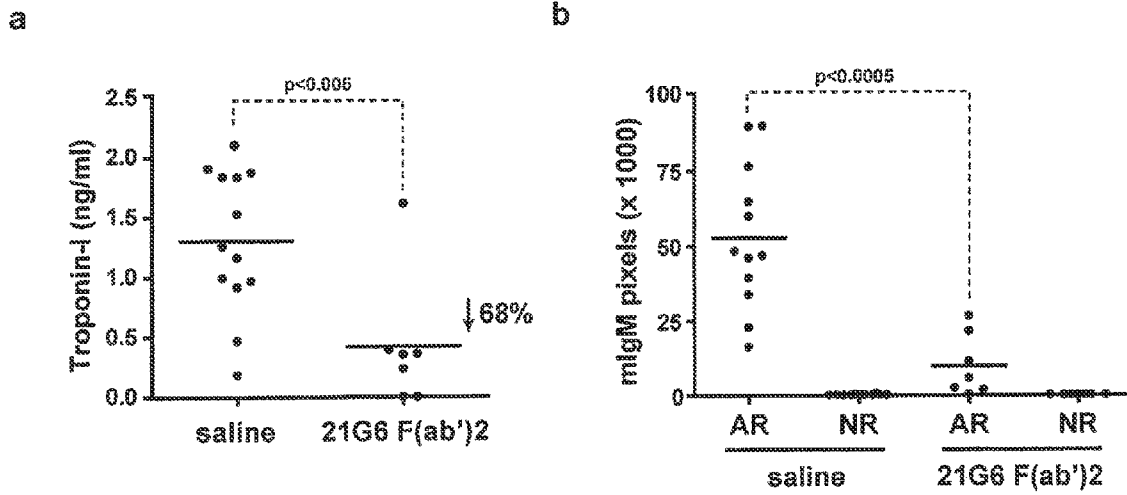 a
p<0.005
2.5
2.0
1.5
1.0
0.5
0.0
Troponin-I (ng/ml)
↓68%
saline
21G6 F(ab')2
b
p<0.0005
100
75
50
25
0
mIgM pixels (x 1000)
AR
NR
AR
NR
saline
21G6 F(ab')2